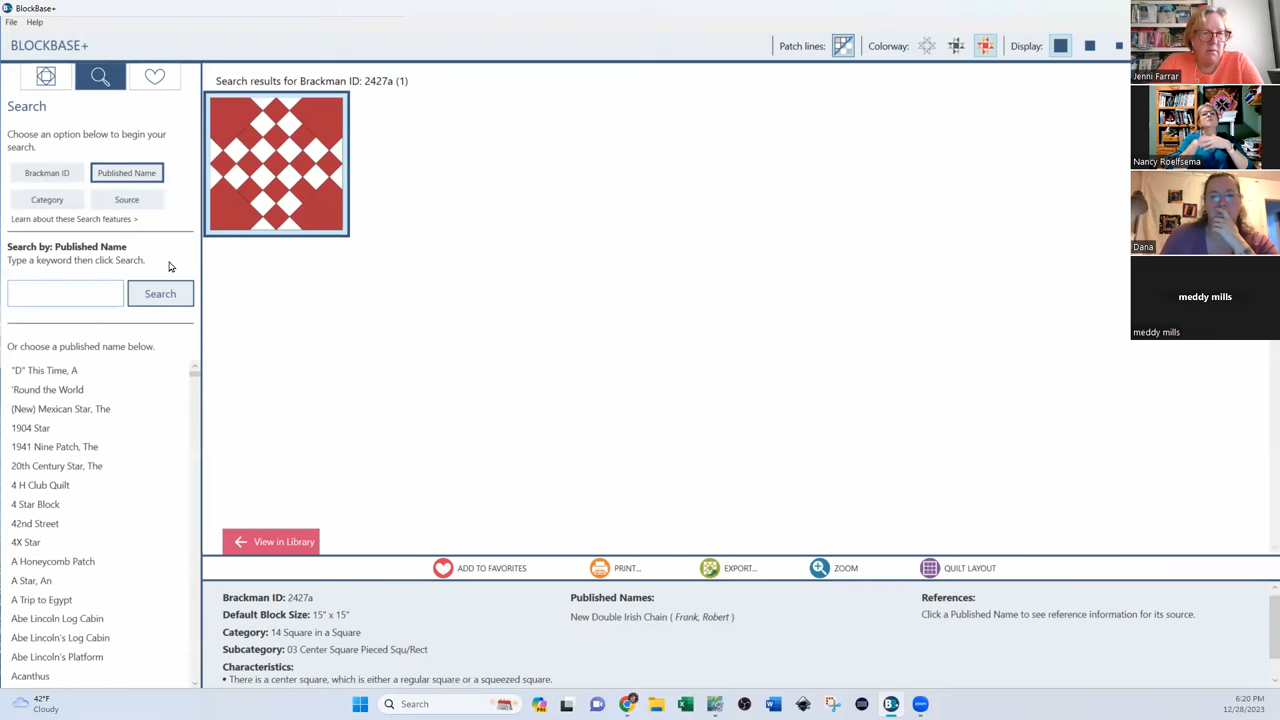 BlockBase+
File Help
BLOCKBASE+
Patch lines: Colorway: Display:
Search
Choose an option below to begin your
search.
Brackman ID Published Name
Category Source
Learn about these Search features >
Search by: Published Name
Type a keyword then click Search.
Search
Or choose a published name below.
"D" This Time, A
'Round the World
(New) Mexican Star, The
1904 Star
1941 Nine Patch, The
20th Century Star, The
4 H Club Quilt
4 Star Block
42nd Street
4X Star
A Honeycomb Patch
A Star, An
A Trip to Egypt
Abe Lincoln Log Cabin
Abe Lincoln's Log Cabin
Abe Lincoln's Platform
Acanthus
Search results for Brackman ID: 2427a (1)
View in Library
ADD TO FAVORITES PRINT... EXPORT... ZOOM QUILT LAYOUT
Brackman ID: 2427a
Default Block Size: 15" x 15"
Category: 14 Square in a Square
Subcategory: 03 Center Square Pieced Squ/Rect
Characteristics:
• There is a center square, which is either a regular square or a squeezed square.
Published Names:
New Double Irish Chain ( Frank, Robert )
References:
Click a Published Name to see reference information for its source.
Jenni Farrar
Nancy Roelfsema
Dana
meddy mills
meddy mills
42°F
Cloudy
Search
6:20 PM
12/28/2023